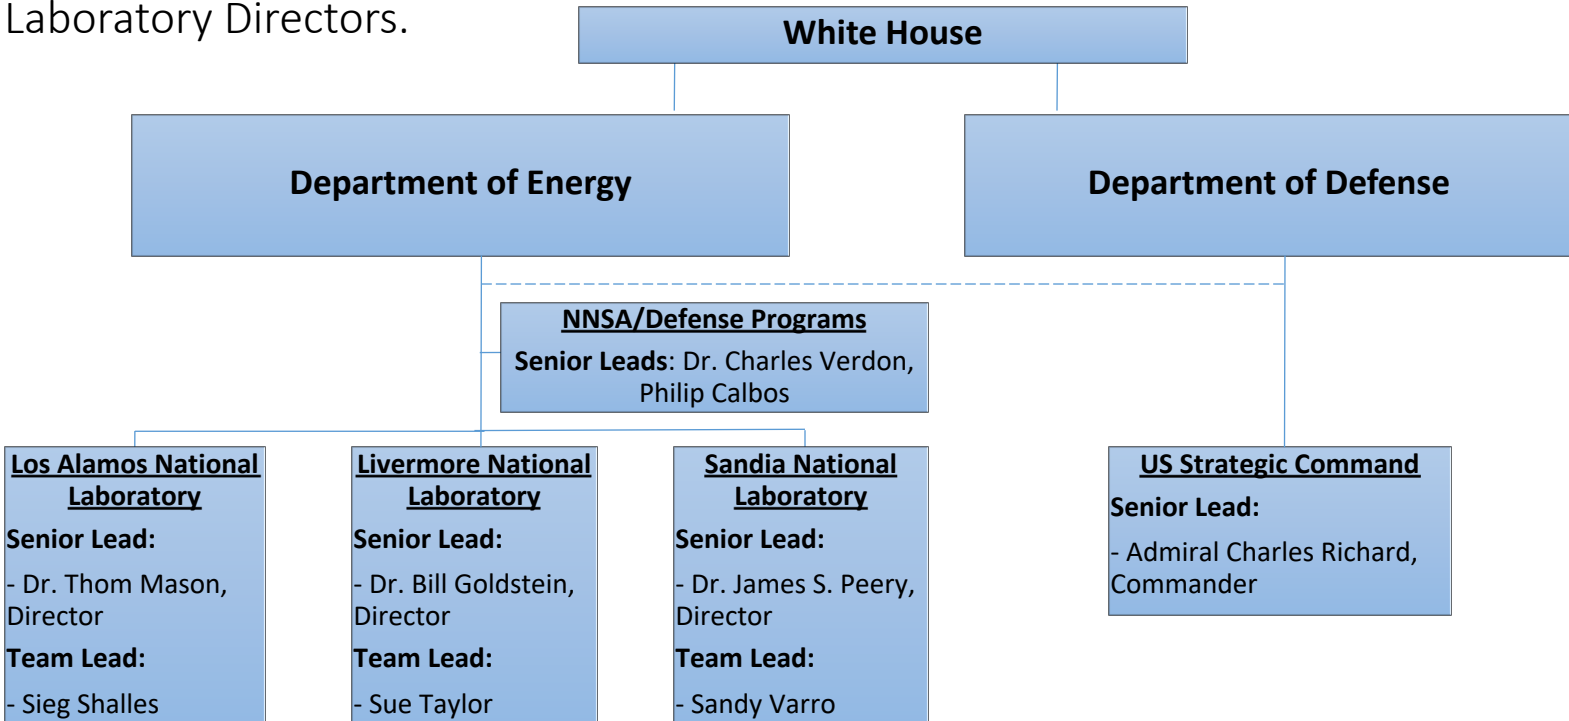 Laboratory Directors.
White House
Department of Energy
Department of Defense
NNSA/Defense Programs
Senior Leads: Dr. Charles Verdon,
Philip Calbos
Los Alamos National
Laboratory
Senior Lead:
- Dr. Thom Mason,
Director
Team Lead:
- Sieg Shalles
Livermore National
Laboratory
Senior Lead:
- Dr. Bill Goldstein,
Director
Team Lead:
- Sue Taylor
Sandia National
Laboratory
Senior Lead:
- Dr. James S. Peery,
Director
Team Lead:
- Sandy Varro
US Strategic Command
Senior Lead:
- Admiral Charles Richard,
Commander